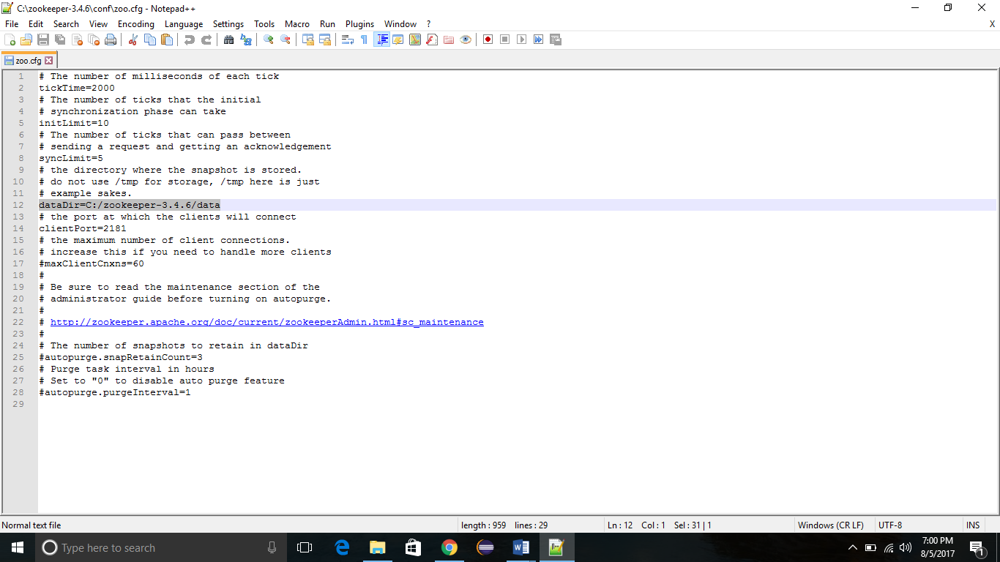 C:\zookeeper-3.4.6\conf\zoo.cfg - Notepad++
File Edit Search View Encoding Language Settings Tools Macro Run Plugins Window ? X
zoo.cfg
1 # The number of milliseconds of each tick
2 tickTime=2000
3 # The number of ticks that the initial
4 # synchronization phase can take
5 initLimit=10
6 # The number of ticks that can pass between
7 # sending a request and getting an acknowledgement
8 syncLimit=5
9 # the directory where the snapshot is stored.
10 # do not use /tmp for storage, /tmp here is just
11 # example sakes.
12 dataDir=C:/zookeeper-3.4.6/data
13 # the port at which the clients will connect
14 clientPort=2181
15 # the maximum number of client connections.
16 # increase this if you need to handle more clients
17 #maxClientCnxns=60
18 #
19 # Be sure to read the maintenance section of the
20 # administrator guide before turning on autopurge.
21 #
22 # http://zookeeper.apache.org/doc/current/zookeeperAdmin.html#sc_maintenance
23 #
24 # The number of snapshots to retain in dataDir
25 #autopurge.snapRetainCount=3
26 # Purge task interval in hours
27 # Set to "0" to disable auto purge feature
28 #autopurge.purgeInterval=1
29
Normal text file length : 959 lines : 29 Ln : 12 Col : 1 Sel : 31 | 1 Windows (CR LF) UTF-8 INS
Type here to search
7:00 PM
8/5/2017
1